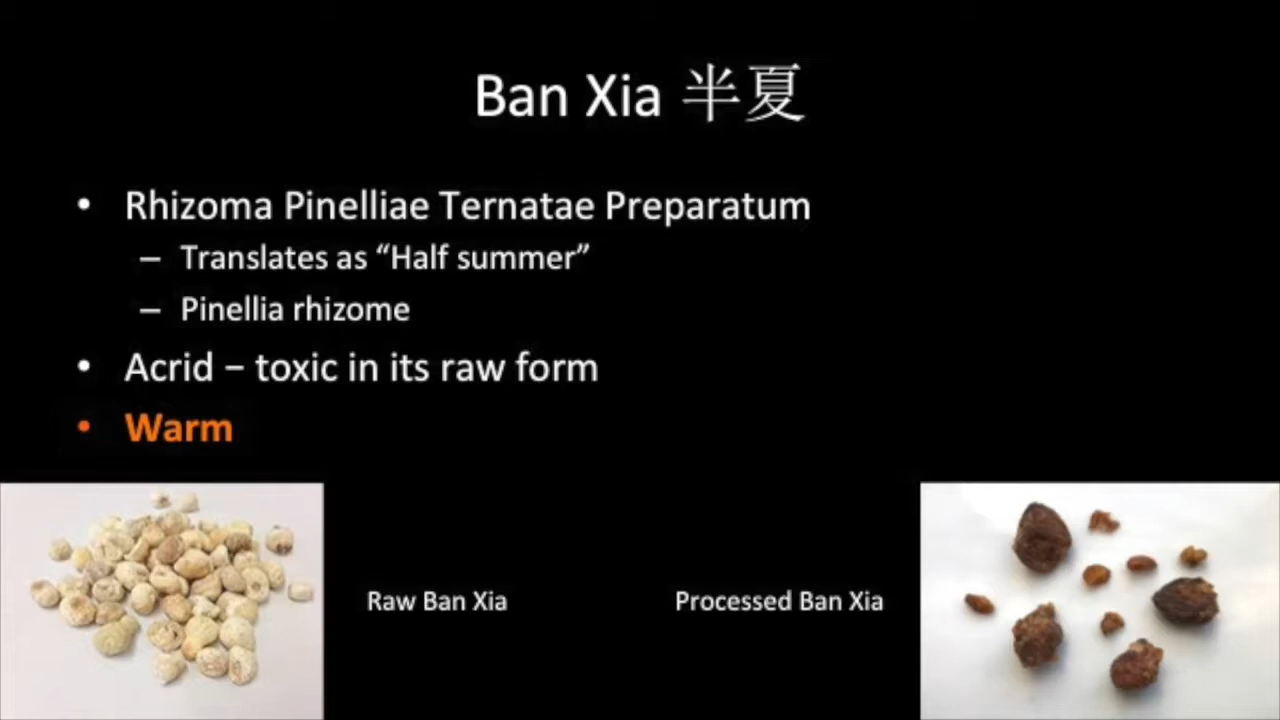 Ban Xia 半夏
• Rhizoma Pinelliae Ternatae Preparatum
– Translates as “Half summer”
– Pinellia rhizome
• Acrid – toxic in its raw form
• Warm
Raw Ban Xia
Processed Ban Xia